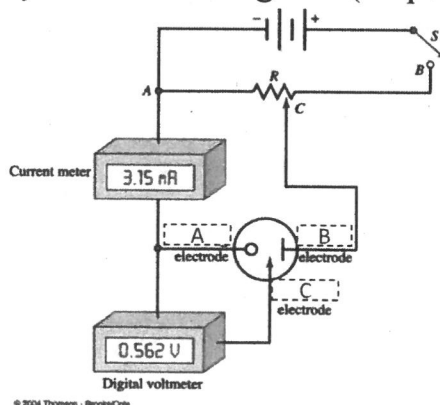 - +
S
B
R
A
C
Current meter
3.15 mA
A
B
electrode
electrode
C
electrode
0.562 V
Digital voltmeter
© 2004 Thomson - Brooks/Cole